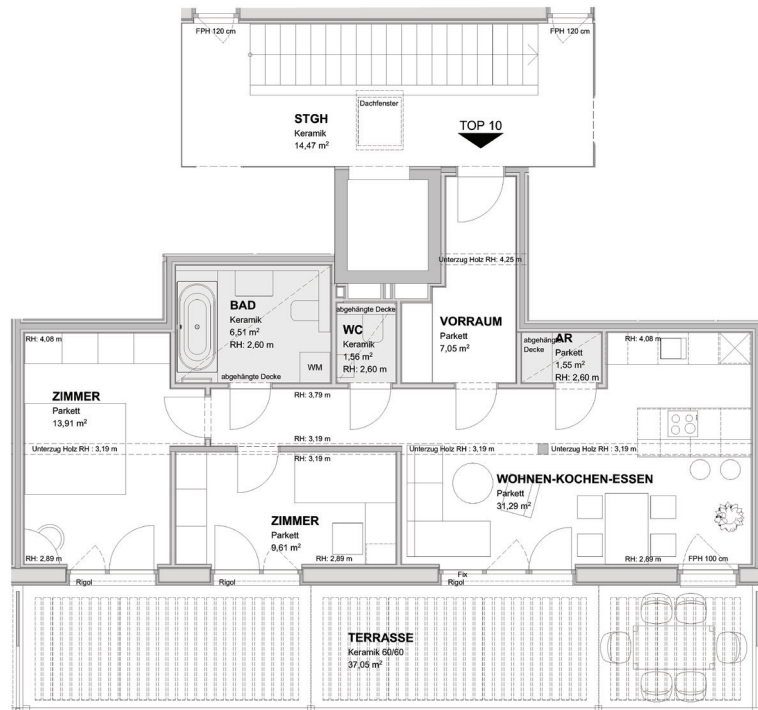 FPH 120 cm
FPH 120 cm
Dachfenster
STGH
Keramik
14,47 m²
TOP 10
Unterzug Holz RH: 4,25 m
BAD
Keramik
6,51 m²
RH: 2,60 m
WM
abgehängte Decke
abgehängte Decke
WC
Keramik
1,56 m²
RH: 2,60 m
VORRAUM
Parkett
7,05 m²
abgehängte
Decke
AR
Parkett
1,55 m²
RH: 2,60 m
RH: 4,08 m
RH: 4,08 m
ZIMMER
Parkett
13,91 m²
RH: 3,79 m
RH: 3,19 m
Unterzug Holz RH : 3,19 m
Unterzug Holz RH : 3,19 m
Unterzug Holz RH : 3,19 m
RH: 3,19 m
WOHNEN-KOCHEN-ESSEN
Parkett
31,29 m²
ZIMMER
Parkett
9,61 m²
RH: 2,89 m
RH: 2,89 m
RH: 2,89 m
FPH 100 cm
Rigol
Rigol
Fix
Rigol
TERRASSE
Keramik 60/60
37,05 m²